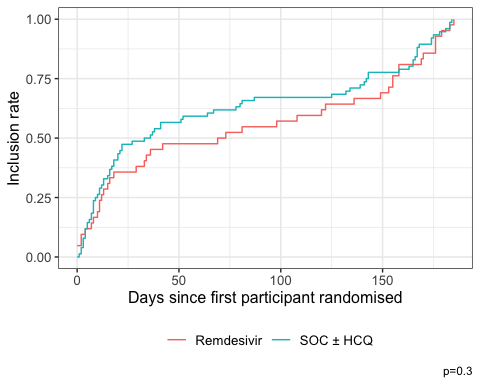 1.00
0.75
0.50
0.25
0.00
Inclusion rate
0 50 100 150
Days since first participant randomised
Remdesivir SOC ± HCQ
p=0.3